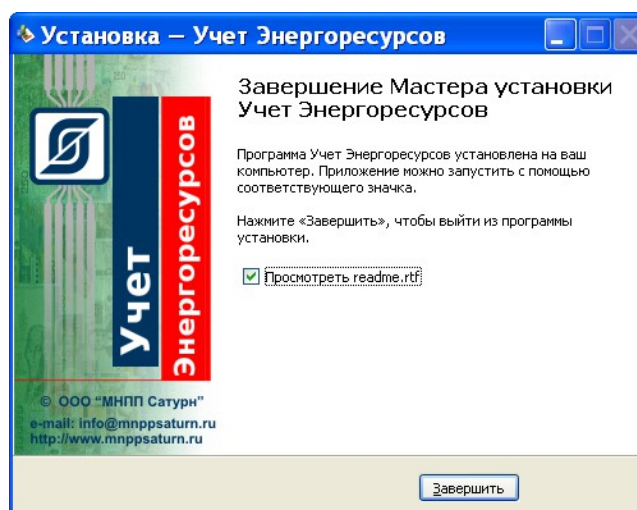 Установка — Учет Энергоресурсов
Завершение Мастера установки
Учет Энергоресурсов
Программа Учет Энергоресурсов установлена на ваш
компьютер. Приложение можно запустить с помощью
соответствующего значка.
Нажмите «Завершить», чтобы выйти из программы
установки.
Просмотреть readme.rtf
Учет
Энергоресурсов
© ООО "МНПП Сатурн"
e-mail: info@mnppsaturn.ru
http://www.mnppsaturn.ru
Завершить